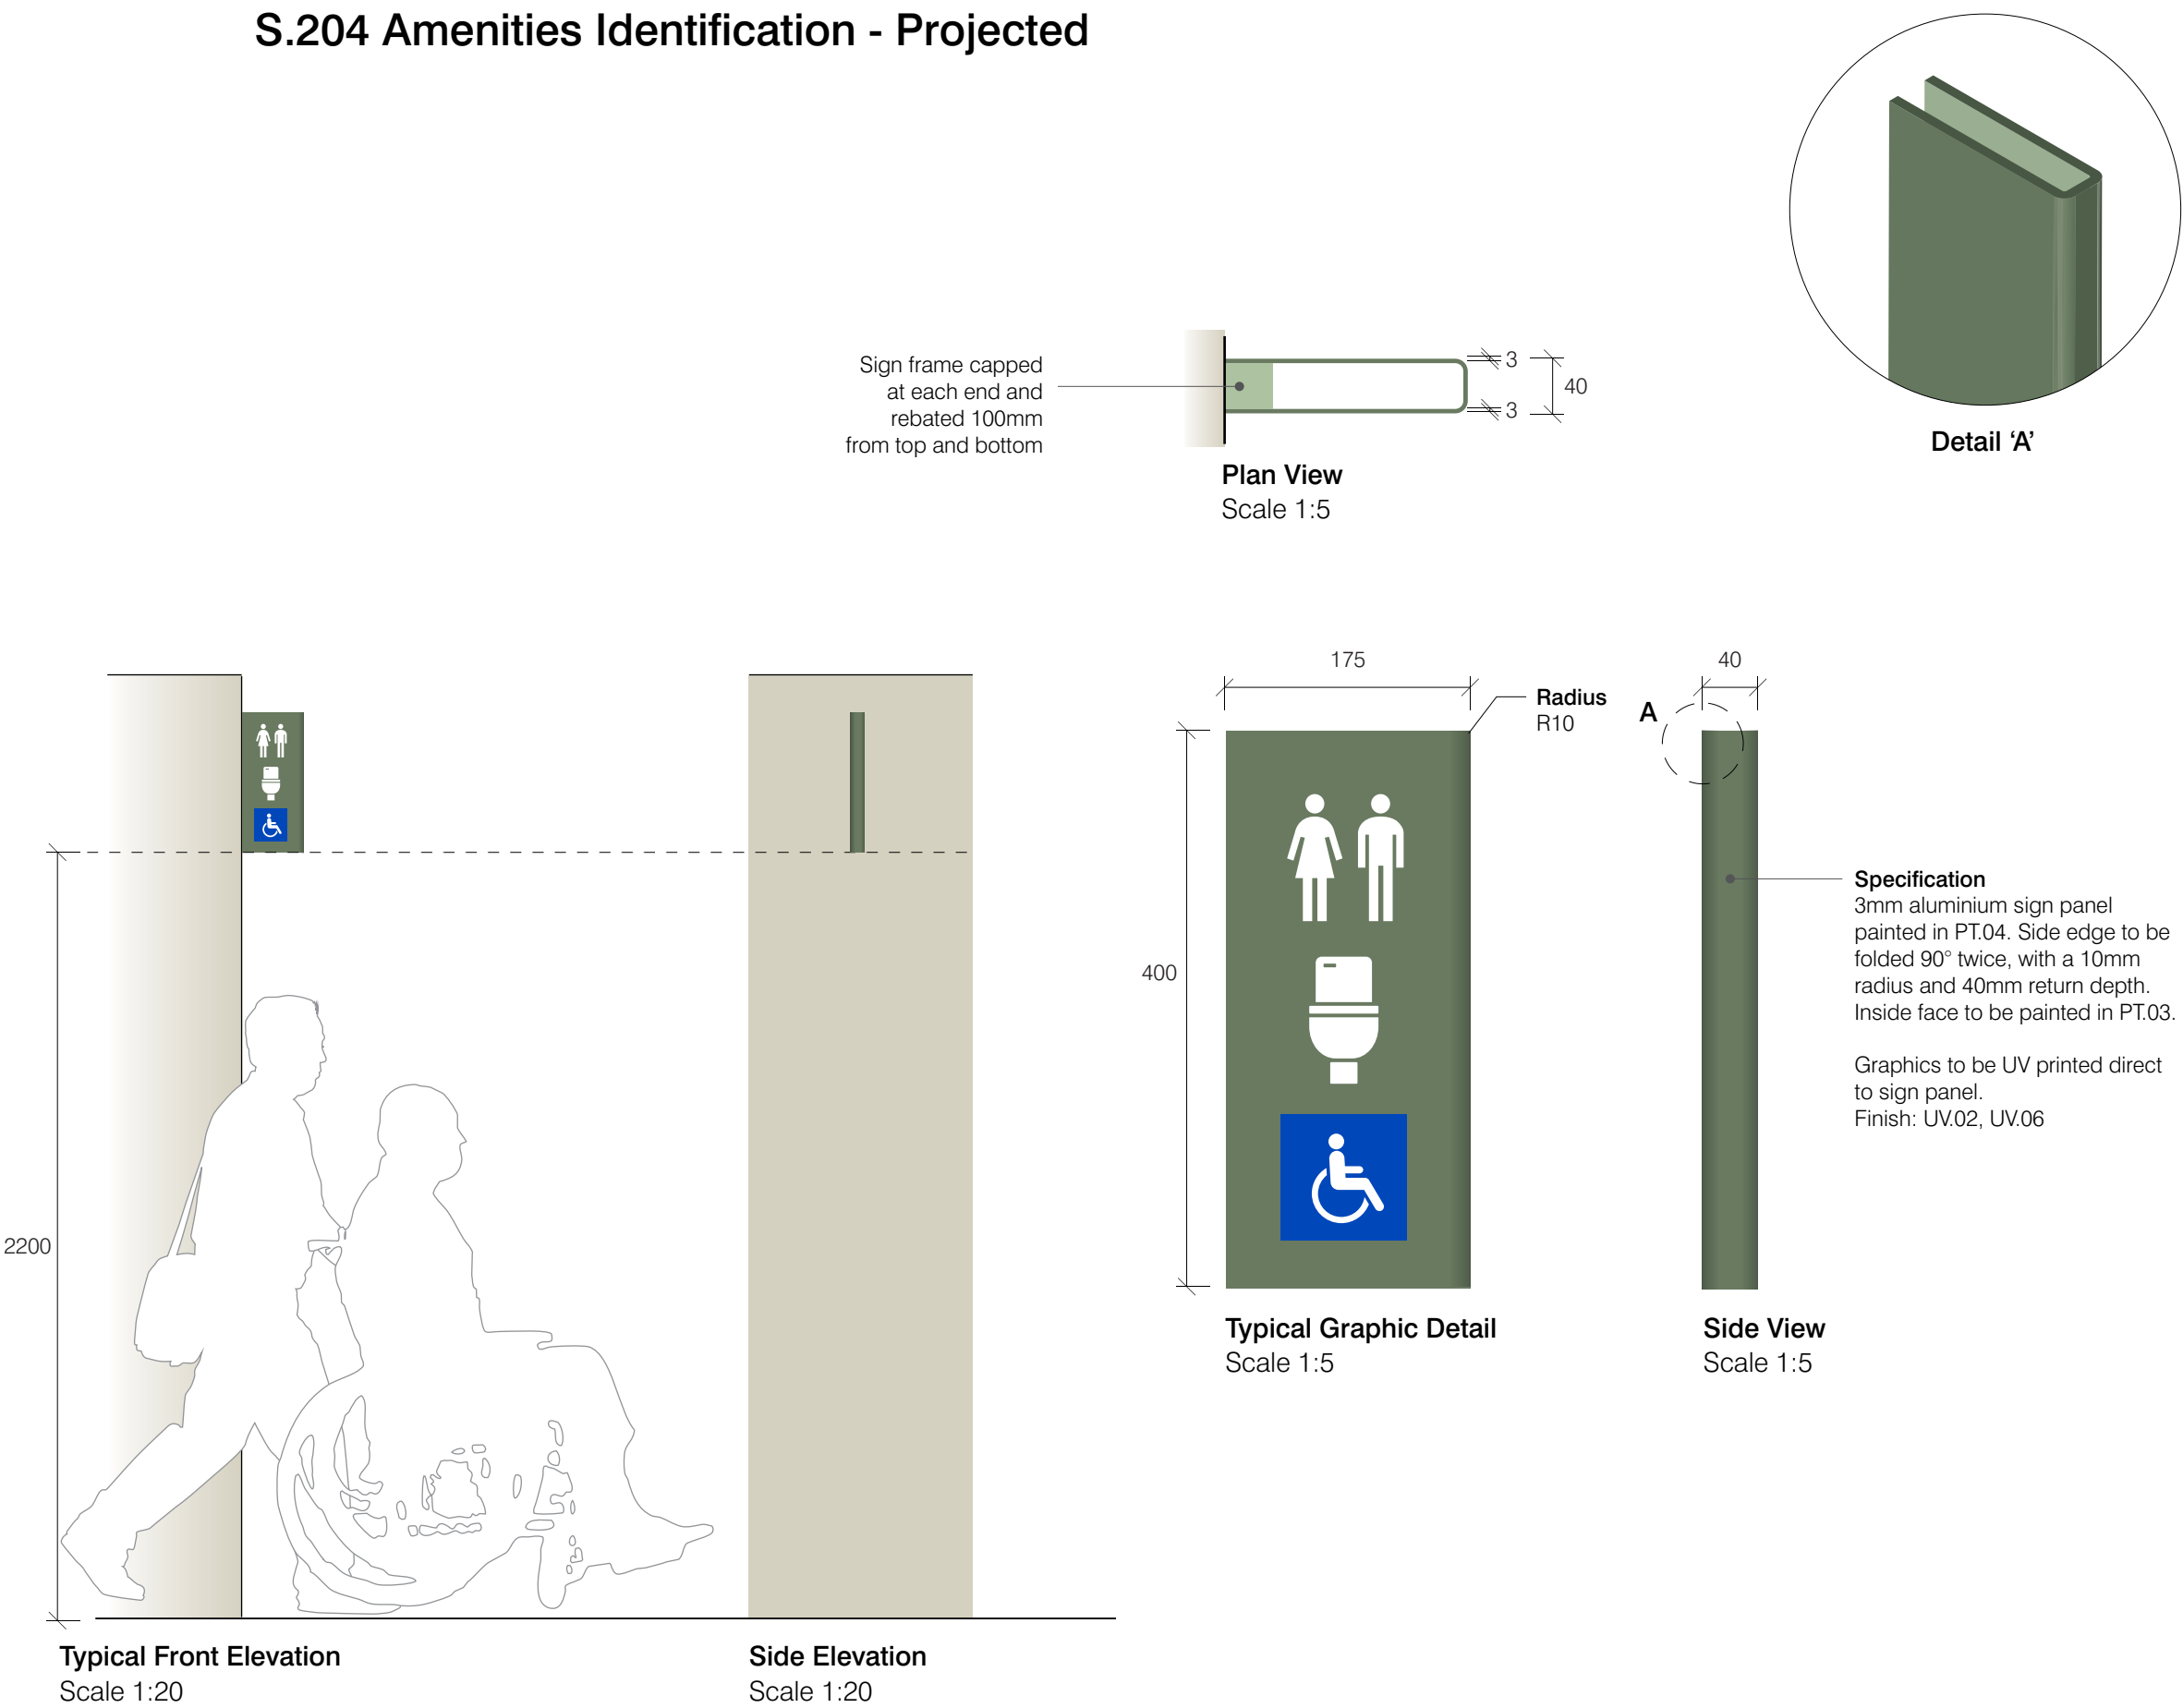 S.204 Amenities Identification - Projected
Sign frame capped
at each end and
rebated 100mm
from top and bottom
3
3
40
Plan View
Scale 1:5
Detail ‘A’
2200
Typical Front Elevation
Scale 1:20
Side Elevation
Scale 1:20
175
400
Radius
R10
Typical Graphic Detail
Scale 1:5
40
A
Side View
Scale 1:5
Specification
3mm aluminium sign panel
painted in PT.04. Side edge to be
folded 90° twice, with a 10mm
radius and 40mm return depth.
Inside face to be painted in PT.03.
Graphics to be UV printed direct
to sign panel.
Finish: UV.02, UV.06